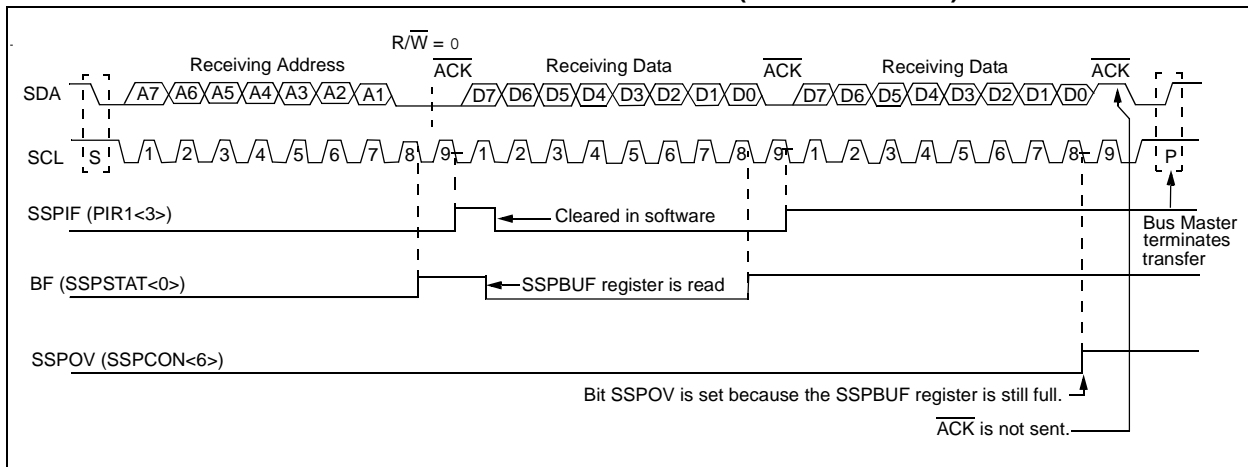 R/W = 0
Receiving Address ACK Receiving Data ACK Receiving Data ACK
SDA A7 A6 A5 A4 A3 A2 A1 D7 D6 D5 D4 D3 D2 D1 D0 D7 D6 D5 D4 D3 D2 D1 D0
SCL S 1 2 3 4 5 6 7 8 9 1 2 3 4 5 6 7 8 9 1 2 3 4 5 6 7 8 9 P
SSPIF (PIR1<3>) Cleared in software
Bus Master
terminates
transfer
BF (SSPSTAT<0>) SSPBUF register is read
SSPOV (SSPCON<6>)
Bit SSPOV is set because the SSPBUF register is still full.
ACK is not sent.